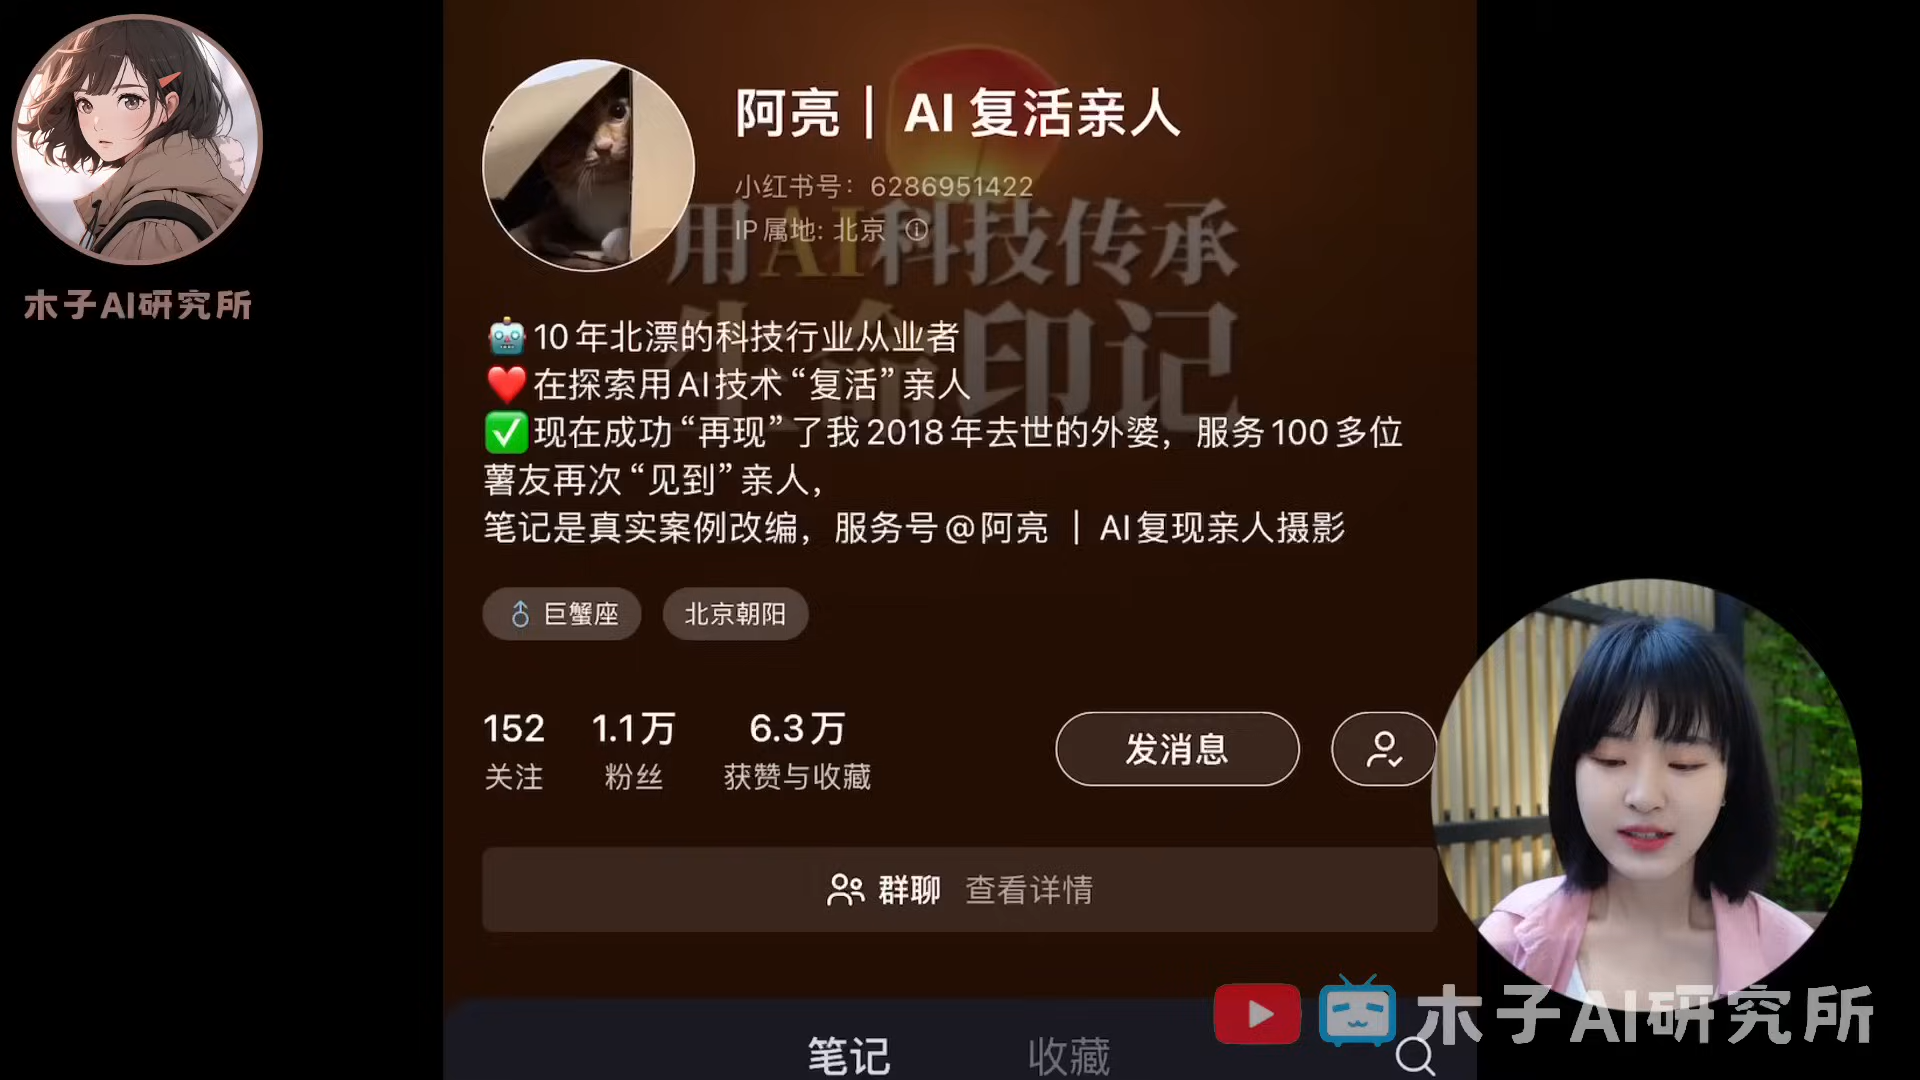 木子AI研究所
阿亮｜ AI 复活亲人
小红书号：6286951422
IP 属地: 北京
用AI科技传承
生命印记
10 年北漂的科技行业从业者
在探索用 AI 技术 “复活” 亲人
现在成功 “再现” 了我 2018 年去世的外婆，服务 100 多位
薯友再次 “见到” 亲人，
笔记是真实案例改编，服务号 @阿亮 ｜ AI 复现亲人摄影
巨蟹座
北京朝阳
152
关注
1.1 万
粉丝
6.3 万
获赞与收藏
发消息
群聊 查看详情
笔记
收藏
木子AI研究所